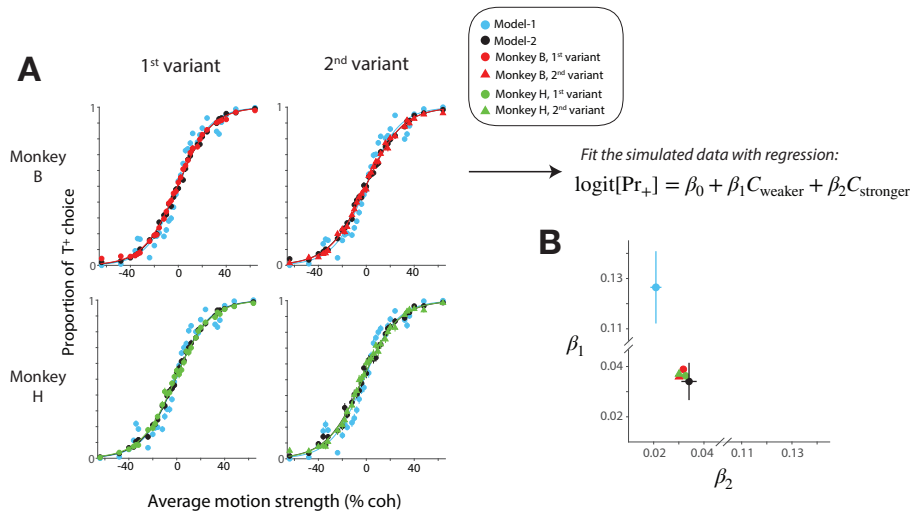 Model-1
Model-2
Monkey B, 1st variant
Monkey B, 2nd variant
Monkey H, 1st variant
Monkey H, 2nd variant
A
1st variant
2nd variant
Monkey
B
Monkey
H
Proportion of T+ choice
1
0
-40
0
40
1
0
-40
0
40
1
0
-40
0
40
1
0
-40
0
40
Average motion strength (% coh)
Fit the simulated data with regression:
logit[Pr₊] = β₀ + β₁C_weaker + β₂C_stronger
B
β₁
0.13
0.11
0.04
0.02
0.02
0.04
0.11
0.13
β₂